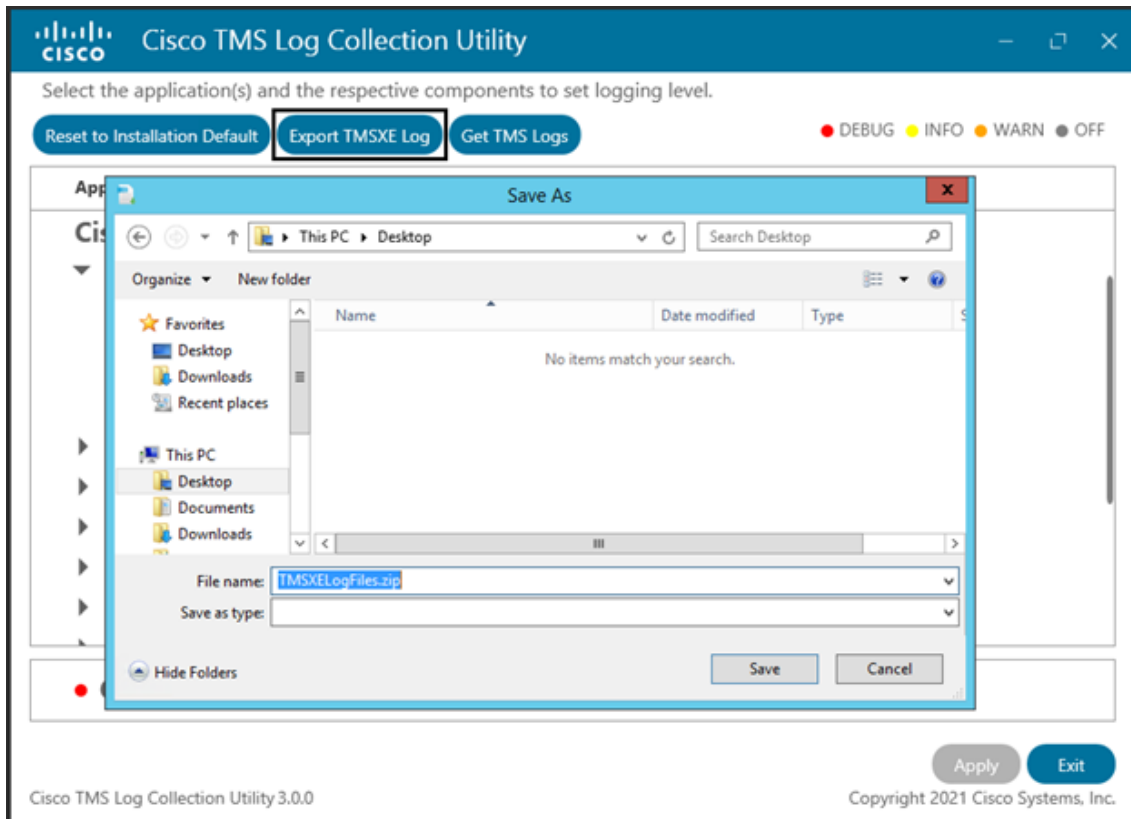 CISCO
Cisco TMS Log Collection Utility
Select the application(s) and the respective components to set logging level.
Reset to Installation Default
Export TMSXE Log
Get TMS Logs
DEBUG
INFO
WARN
OFF
Save As
This PC
Desktop
Search Desktop
Organize
New folder
Favorites
Desktop
Downloads
Recent places
This PC
Desktop
Documents
Downloads
Name
Date modified
Type
No items match your search.
File name: TMSXELogFiles.zip
Save as type:
Hide Folders
Save
Cancel
Apply
Exit
Cisco TMS Log Collection Utility 3.0.0
Copyright 2021 Cisco Systems, Inc.